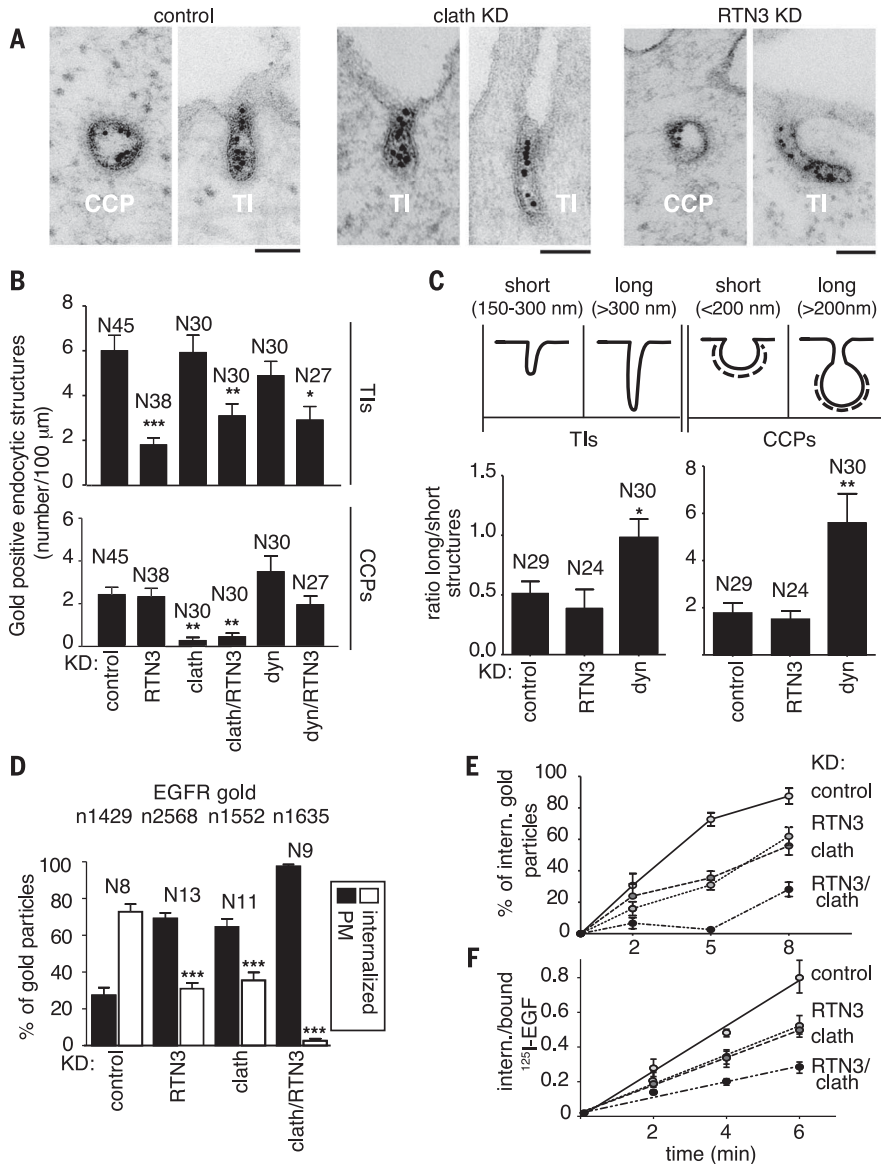 A
control
clath KD
RTN3 KD
CCP
TI
TI
TI
CCP
TI
B
Gold positive endocytic structures
(number/100 µm)
6
4
2
0
N45
N38
***
N30
N30
**
N30
N27
*
TIs
6
4
2
0
N45
N38
N30
**
N30
**
N30
N27
CCPs
KD:
control
RTN3
clath
clath/RTN3
dyn
dyn/RTN3
C
short
(150-300 nm)
long
(>300 nm)
short
(<200 nm)
long
(>200nm)
TIs
CCPs
ratio long/short
structures
1.5
1.0
0.5
0.0
N29
N24
N30
*
8
6
4
2
N29
N24
N30
**
KD:
control
RTN3
dyn
control
RTN3
dyn
D
EGFR gold
n1429 n2568 n1552 n1635
% of gold particles
100
80
60
40
20
0
N8
N13
***
N11
***
N9
***
internalized
PM
KD:
control
RTN3
clath
clath/RTN3
E
% of intern. gold
particles
100
80
60
40
20
0
2
5
8
KD:
control
RTN3
clath
RTN3/
clath
F
intern./bound
125I-EGF
0.8
0.6
0.4
0.2
0
2
4
6
time (min)
control
RTN3
clath
RTN3/
clath